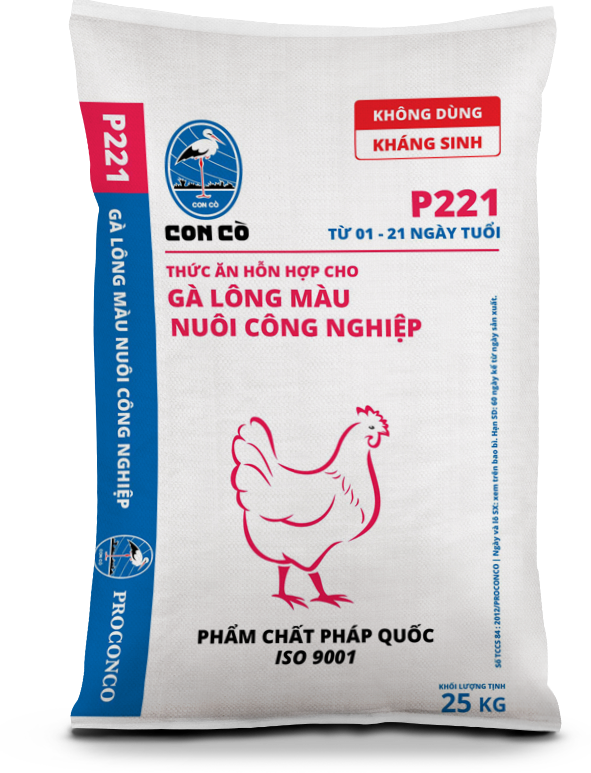 P221
GÀ LÔNG MÀU NUÔI CÔNG NGHIỆP
CON CÒ
PROCONCO
CON CÒ
CON CÒ
KHÔNG DÙNG
KHÁNG SINH
P221
TỪ 01 - 21 NGÀY TUỔI
THỨC ĂN HỖN HỢP CHO
GÀ LÔNG MÀU
NUÔI CÔNG NGHIỆP
Số TCCS 84 : 2012/PROCONCO | Ngày và lô SX: xem trên bao bì. Hạn SD: 60 ngày kể từ ngày sản xuất.
PHẨM CHẤT PHÁP QUỐC
ISO 9001
KHỐI LƯỢNG TỊNH
25 KG